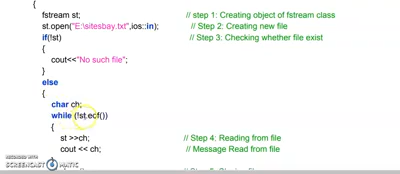 {
fstream st; // step 1: Creating object of fstream class
st.open("E:\sitesbay.txt",ios::in); // Step 2: Creating new file
if(!st) // Step 3: Checking whether file exist
{
cout<<"No such file";
}
else
{
char ch;
while (!st.eof())
{
st >>ch; // Step 4: Reading from file
cout << ch; // Message Read from file
RECORDED WITH
SCREENCAST MATIC